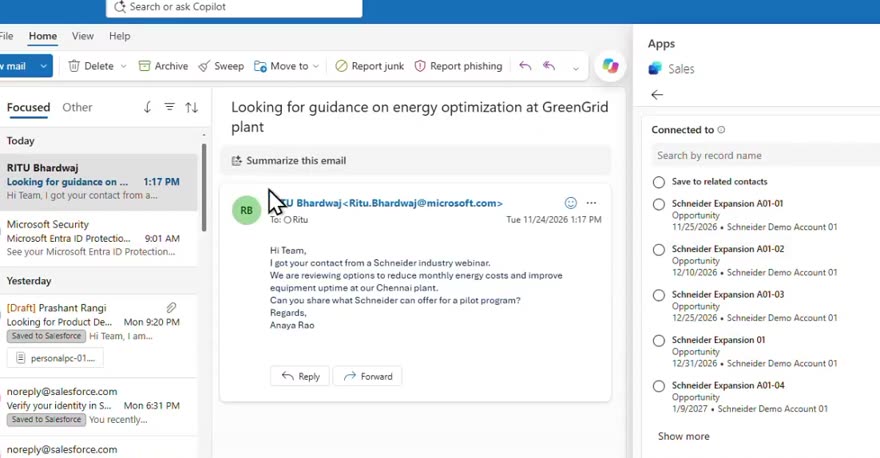 Search or ask Copilot
File Home View Help
w mail Delete Archive Sweep Move to Report junk Report phishing
Focused Other
Today
RITU Bhardwaj
Looking for guidance on ... 1:17 PM
Hi Team, I got your contact from a...
Microsoft Security
Microsoft Entra ID Protectio... 9:01 AM
See your Microsoft Entra ID Protection...
Yesterday
[Draft] Prashant Rangi
Looking for Product De... Mon 9:20 PM
Saved to Salesforce Hi Team, I am...
personalpc-01....
noreply@salesforce.com
Verify your identity in S... Mon 6:31 PM
Saved to Salesforce You recently...
noreply@salesforce.com
Looking for guidance on energy optimization at GreenGrid
plant
Summarize this email
RB
TU Bhardwaj<Ritu.Bhardwaj@microsoft.com>
To: Ritu
Tue 11/24/2026 1:17 PM
Hi Team,
I got your contact from a Schneider industry webinar.
We are reviewing options to reduce monthly energy costs and improve
equipment uptime at our Chennai plant.
Can you share what Schneider can offer for a pilot program?
Regards,
Anaya Rao
Reply Forward
Apps
Sales
Connected to
Search by record name
Save to related contacts
Schneider Expansion A01-01
Opportunity
11/25/2026 • Schneider Demo Account 01
Schneider Expansion A01-02
Opportunity
12/10/2026 • Schneider Demo Account 01
Schneider Expansion A01-03
Opportunity
12/25/2026 • Schneider Demo Account 01
Schneider Expansion 01
Opportunity
12/31/2026 • Schneider Demo Account 01
Schneider Expansion A01-04
Opportunity
1/9/2027 • Schneider Demo Account 01
Show more